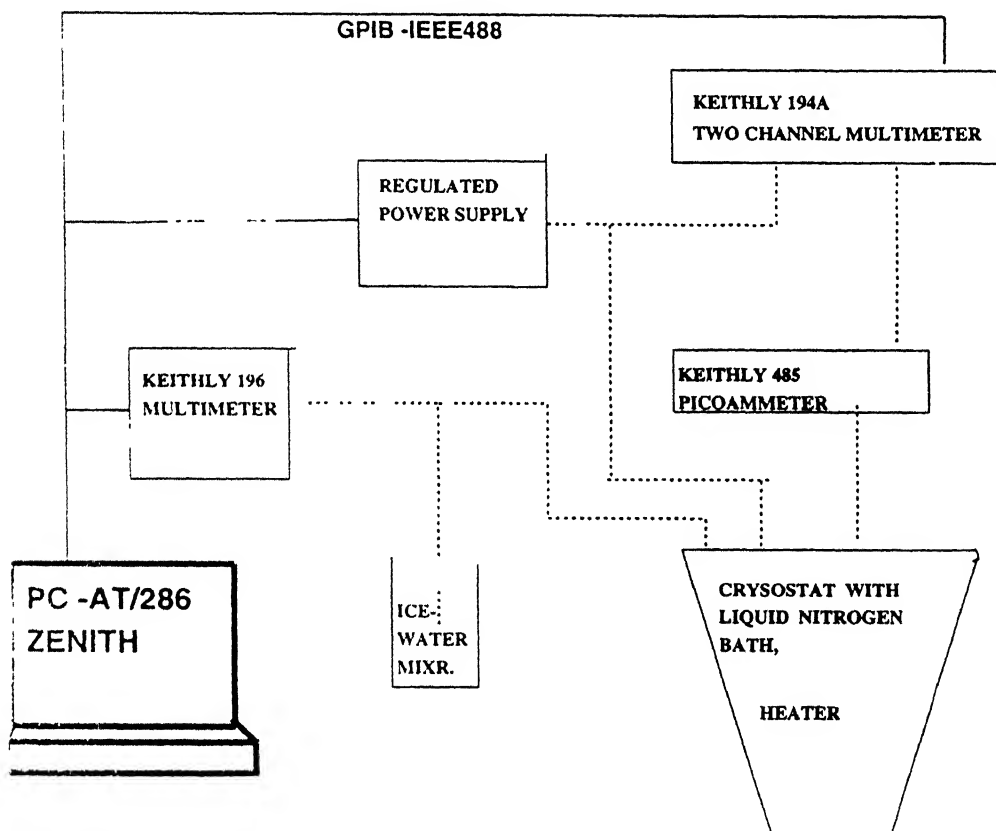 GPIB -IEEE488
KEITHLY 194A
TWO CHANNEL MULTIMETER
REGULATED
POWER SUPPLY
KEITHLY 196
MULTIMETER
KEITHLY 485
PICOAMMETER
PC -AT/286
ZENITH
ICE-
WATER
MIXR.
CRYSOSTAT WITH
LIQUID NITROGEN
BATH,
HEATER